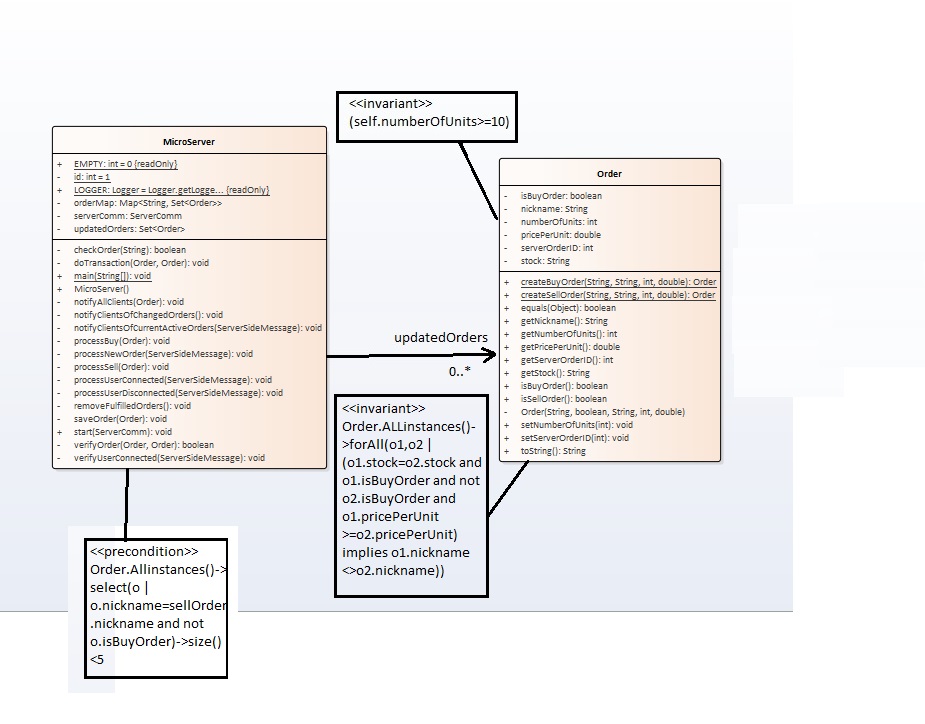 <<invariant>>
(self.numberOfUnits>=10)
MicroServer
+ EMPTY: int = 0 {readOnly}
- id: int = 1
+ LOGGER: Logger = Logger.getLogge... {readOnly}
- orderMap: Map<String, Set<Order>>
- serverComm: ServerComm
- updatedOrders: Set<Order>
- checkOrder(String): boolean
- doTransaction(Order, Order): void
+ main(String[]): void
+ MicroServer()
- notifyAllClients(Order): void
- notifyClientsOfChangedOrders(): void
- notifyClientsOfCurrentActiveOrders(ServerSideMessage): void
- processBuy(Order): void
- processNewOrder(ServerSideMessage): void
- processSell(Order): void
- processUserConnected(ServerSideMessage): void
- processUserDisconnected(ServerSideMessage): void
- removeFulfilledOrders(): void
- saveOrder(Order): void
+ start(ServerComm): void
- verifyOrder(Order, Order): boolean
- verifyUserConnected(ServerSideMessage): void
Order
- isBuyOrder: boolean
- nickname: String
- numberOfUnits: int
- pricePerUnit: double
- serverOrderID: int
- stock: String
+ createBuyOrder(String, String, int, double): Order
+ createSellOrder(String, String, int, double): Order
+ equals(Object): boolean
+ getNickname(): String
+ getNumberOfUnits(): int
+ getPricePerUnit(): double
+ getServerOrderID(): int
+ getStock(): String
+ isBuyOrder(): boolean
+ isSellOrder(): boolean
- Order(String, boolean, String, int, double)
+ setNumberOfUnits(int): void
+ setServerOrderID(int): void
+ toString(): String
updatedOrders
0..*
<<invariant>>
Order.ALLinstances()-
>forAll(o1,o2 |
(o1.stock=o2.stock and
o1.isBuyOrder and not
o2.isBuyOrder and
o1.pricePerUnit
>=o2.pricePerUnit)
implies o1.nickname
<>o2.nickname))
<<precondition>>
Order.Allinstances()->
select(o |
o.nickname=sellOrder
.nickname and not
o.isBuyOrder)->size()
<5